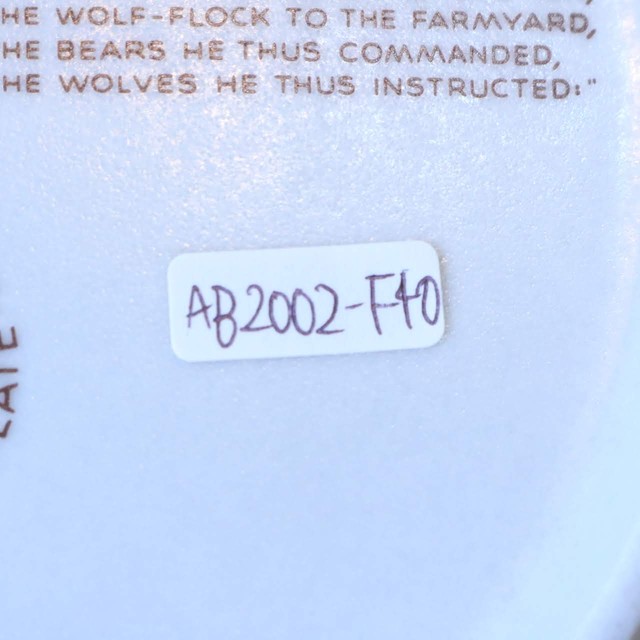 HE WOLF-FLOCK TO THE FARMYARD,
HE BEARS HE THUS COMMANDED,
HE WOLVES HE THUS INSTRUCTED:"
AB2002-F40